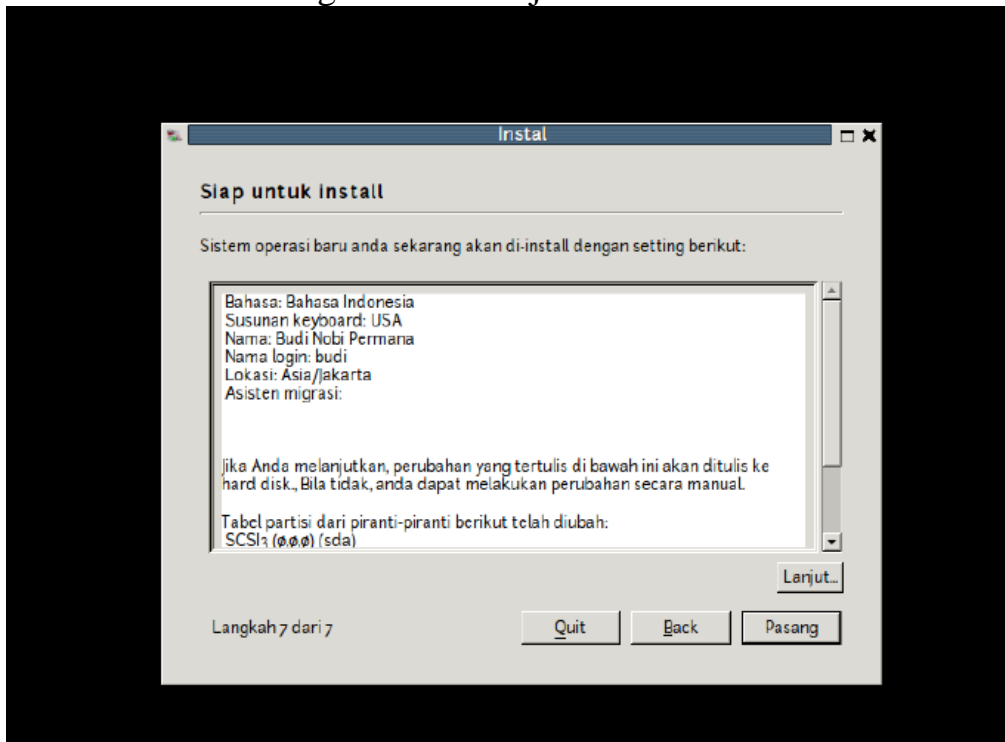 Instal
Siap untuk install
Sistem operasi baru anda sekarang akan di-install dengan setting berikut:
Bahasa: Bahasa Indonesia
Susunan keyboard: USA
Nama: Budi Nobi Permana
Nama login: budi
Lokasi: Asia/Jakarta
Asisten migrasi:
Jika Anda melanjutkan, perubahan yang tertulis di bawah ini akan ditulis ke
hard disk., Bila tidak, anda dapat melakukan perubahan secara manual.
Tabel partisi dari piranti-piranti berikut telah diubah:
SCSI3 (0,0,0) (sda)
Lanjut...
Langkah 7 dari 7
Quit
Back
Pasang